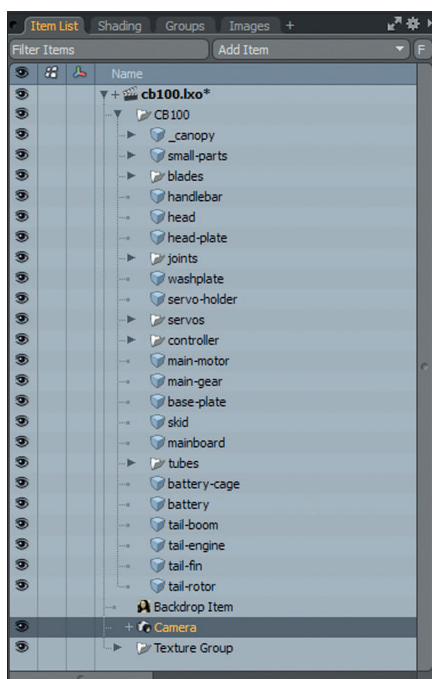 Item List Shading Groups Images +
Filter Items Add Item F
Name
cb100.lxo*
CB100
_canopy
small-parts
blades
handlebar
head
head-plate
joints
washplate
servo-holder
servos
controller
main-motor
main-gear
base-plate
skid
mainboard
tubes
battery-cage
battery
tail-boom
tail-engine
tail-fin
tail-rotor
Backdrop Item
Camera
Texture Group